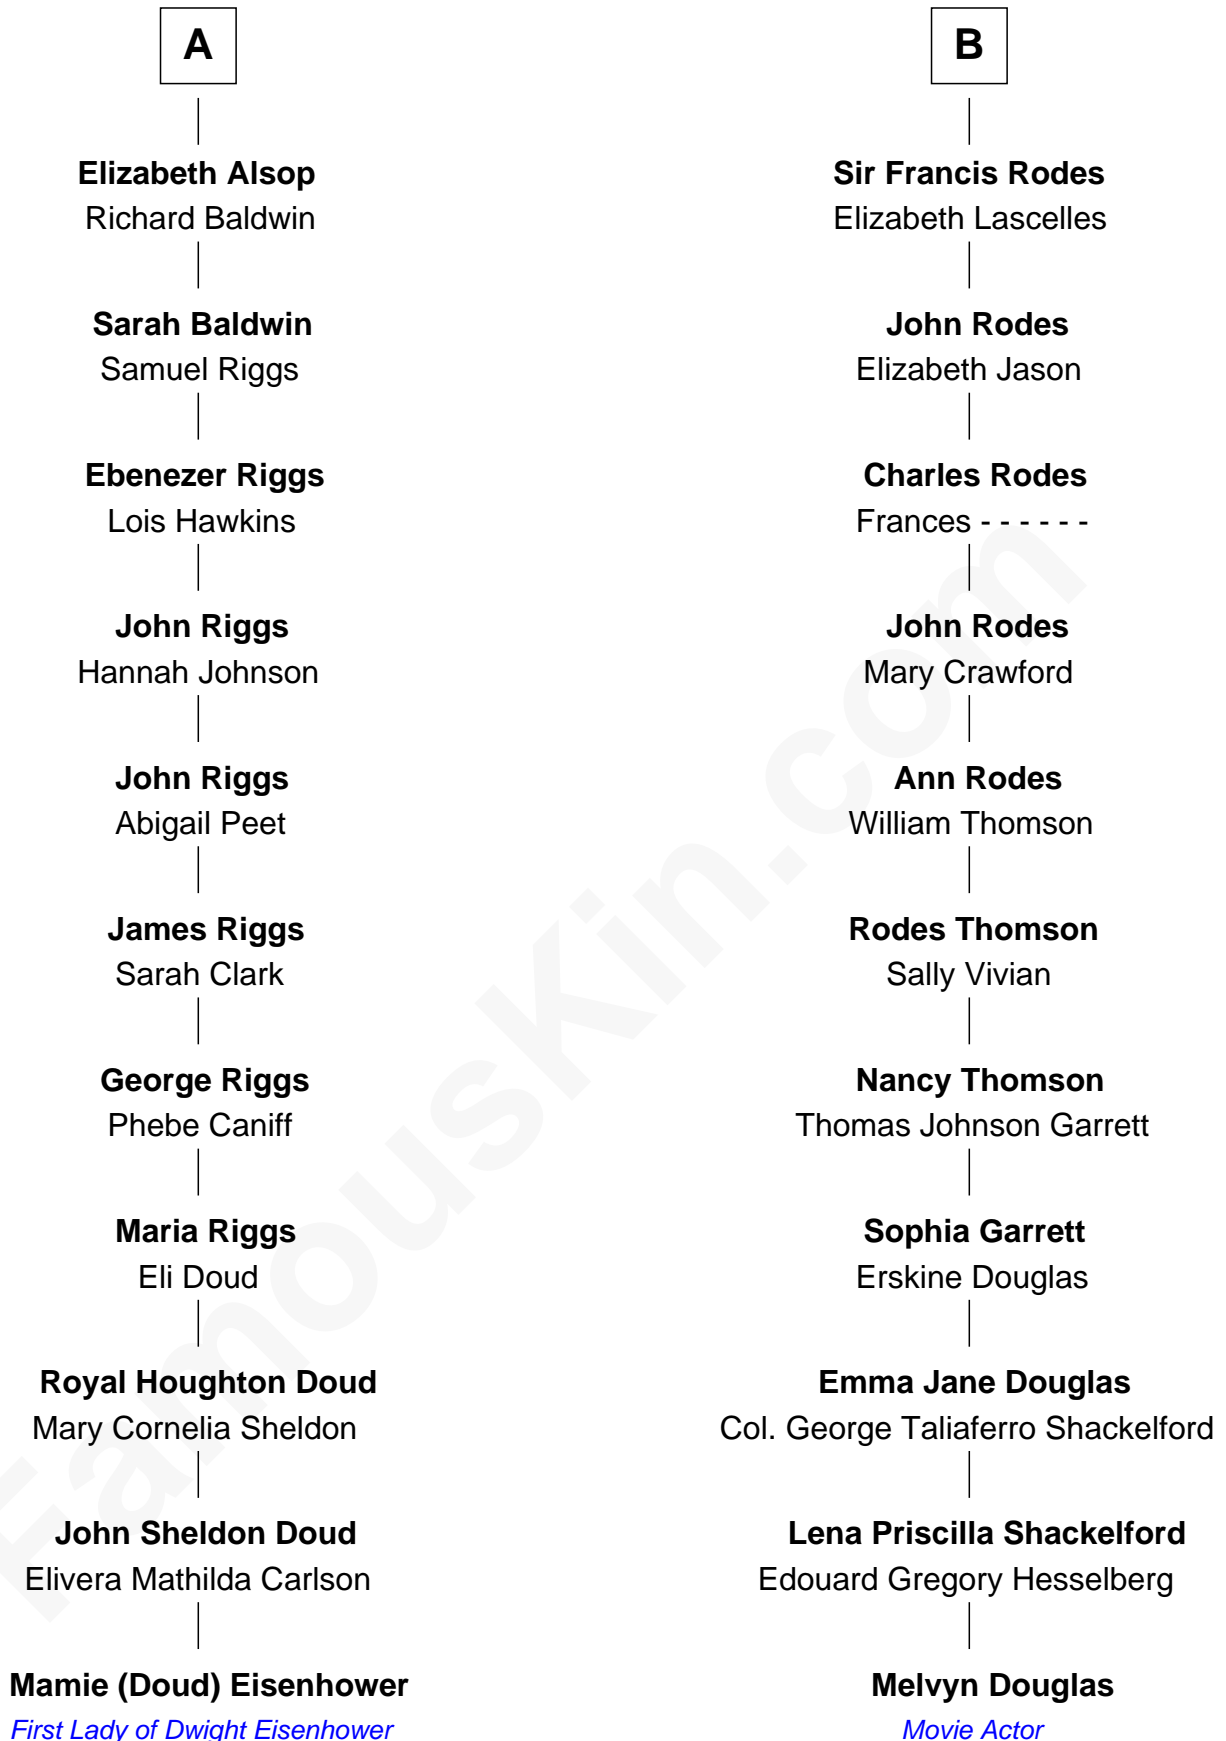 A
Elizabeth Alsop
Richard Baldwin
Sarah Baldwin
Samuel Riggs
Ebenezer Riggs
Lois Hawkins
John Riggs
Hannah Johnson
John Riggs
Abigail Peet
James Riggs
Sarah Clark
George Riggs
Phebe Caniff
Maria Riggs
Eli Doud
Royal Houghton Doud
Mary Cornelia Sheldon
John Sheldon Doud
Elivera Mathilda Carlson
Mamie (Doud) Eisenhower
First Lady of Dwight Eisenhower
B
Sir Francis Rodes
Elizabeth Lascelles
John Rodes
Elizabeth Jason
Charles Rodes
Frances - - - - - -
John Rodes
Mary Crawford
Ann Rodes
William Thomson
Rodes Thomson
Sally Vivian
Nancy Thomson
Thomas Johnson Garrett
Sophia Garrett
Erskine Douglas
Emma Jane Douglas
Col. George Taliaferro Shackelford
Lena Priscilla Shackelford
Edouard Gregory Hesselberg
Melvyn Douglas
Movie Actor
FamousKin.com